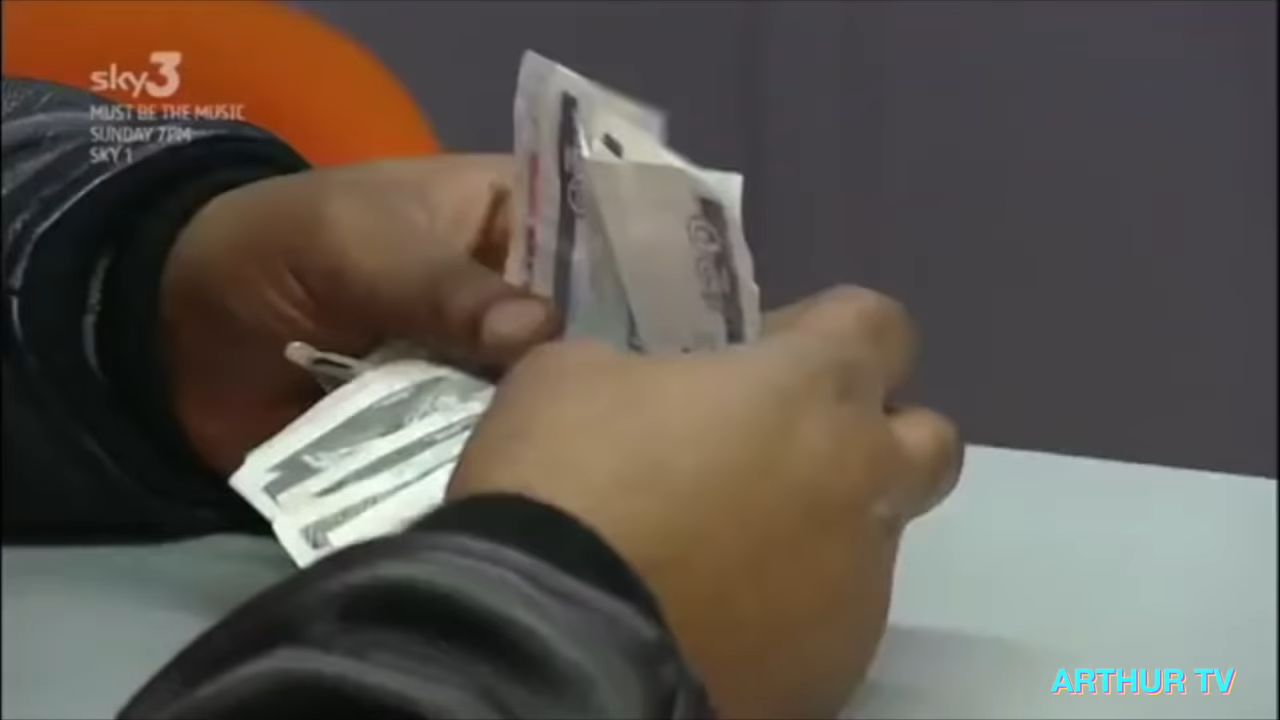 sky3
MUST BE THE MUSIC
SUNDAY 7PM
SKY 1
ARTHUR TV